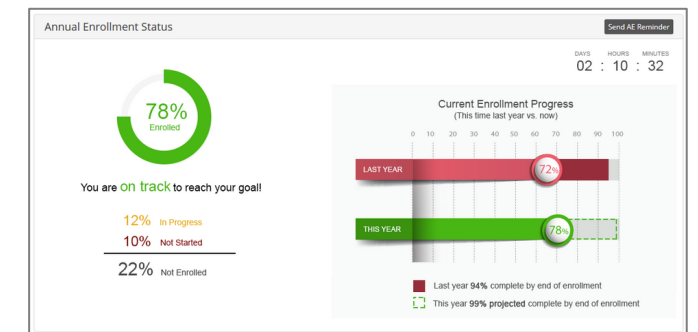 Annual Enrollment Status
Send AE Reminder
DAYS HOURS MINUTES
02 : 10 : 32
78%
Enrolled
You are on track to reach your goal!
12% In Progress
10% Not Started
22% Not Enrolled
Current Enrollment Progress
(This time last year vs. now)
0 10 20 30 40 50 60 70 80 90 100
LAST YEAR 72%
THIS YEAR 78%
Last year 94% complete by end of enrollment
This year 99% projected complete by end of enrollment